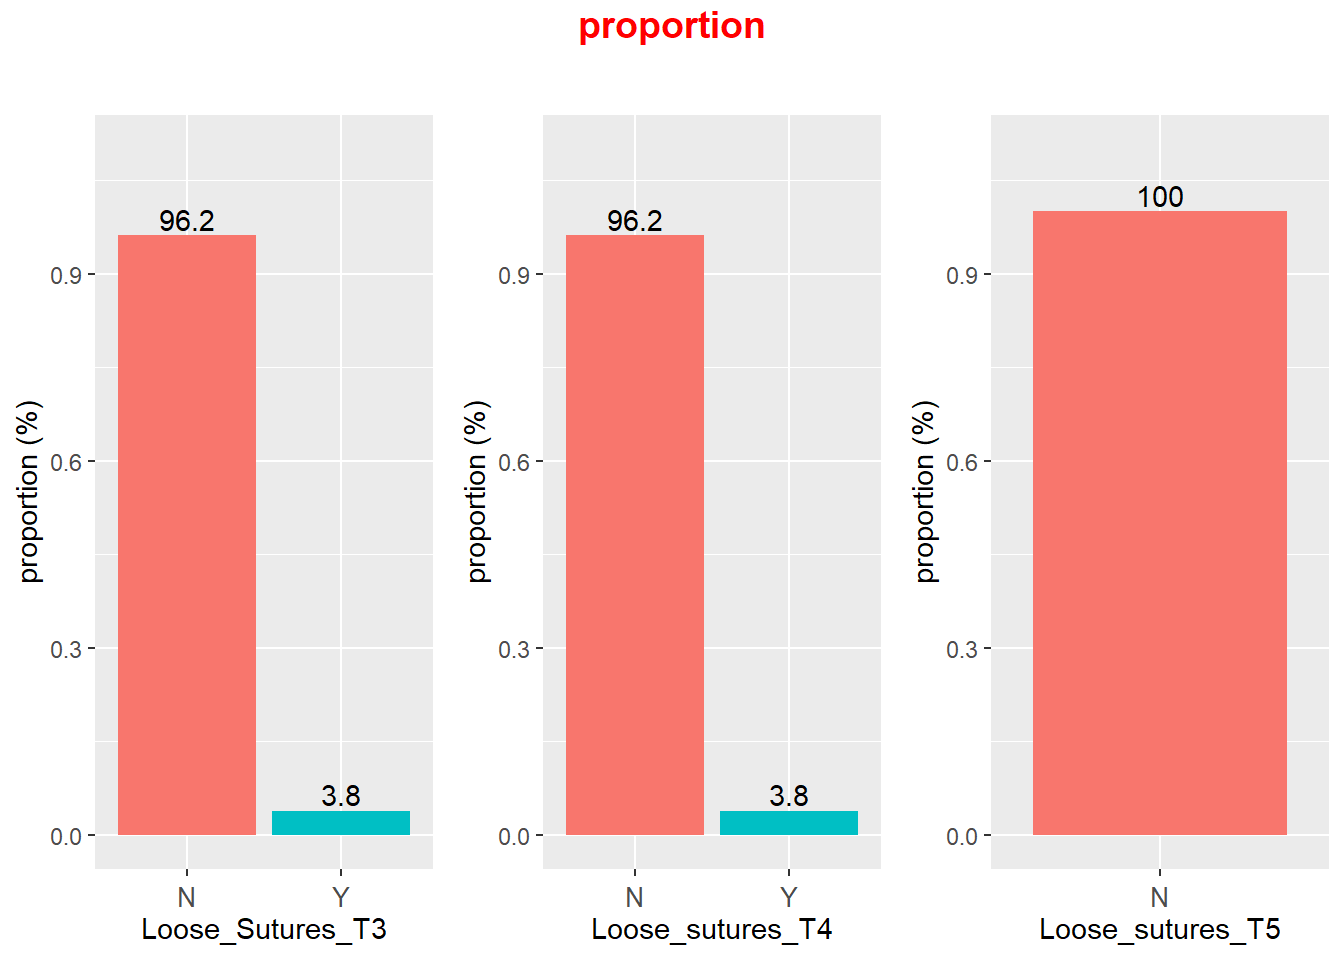 proportion
proportion (%)
0.9
0.6
0.3
0.0
96.2
3.8
N Y
Loose_Sutures_T3
proportion (%)
0.9
0.6
0.3
0.0
96.2
3.8
N Y
Loose_sutures_T4
proportion (%)
0.9
0.6
0.3
0.0
100
N
Loose_sutures_T5